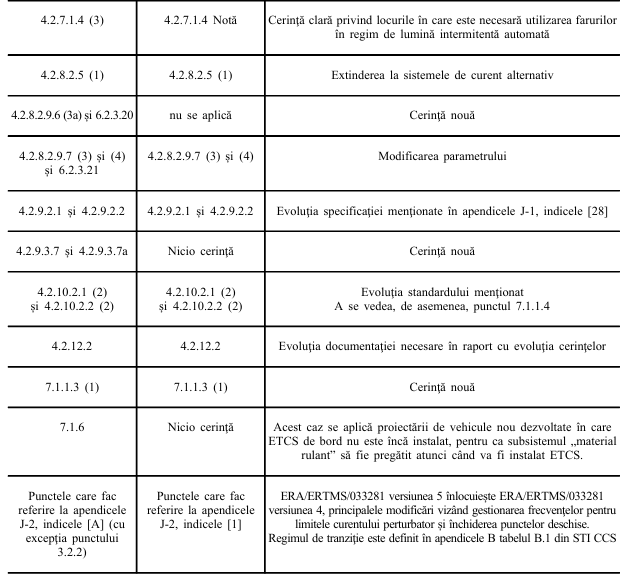 4.2.7.1.4 (3)
4.2.7.1.4 Notă
Cerință clară privind locurile în care este necesară utilizarea farurilor
în regim de lumină intermitentă automată
4.2.8.2.5 (1)
4.2.8.2.5 (1)
Extinderea la sistemele de curent alternativ
4.2.8.2.9.6 (3a) și 6.2.3.20
nu se aplică
Cerință nouă
4.2.8.2.9.7 (3) și (4)
și 6.2.3.21
4.2.8.2.9.7 (3) și (4)
Modificarea parametrului
4.2.9.2.1 și 4.2.9.2.2
4.2.9.2.1 și 4.2.9.2.2
Evoluția specificației menționate în apendicele J-1, indicele [28]
4.2.9.3.7 și 4.2.9.3.7a
Nicio cerință
Cerință nouă
4.2.10.2.1 (2)
și 4.2.10.2.2 (2)
4.2.10.2.1 (2)
și 4.2.10.2.2 (2)
Evoluția standardului menționat
A se vedea, de asemenea, punctul 7.1.1.4
4.2.12.2
4.2.12.2
Evoluția documentației necesare în raport cu evoluția cerințelor
7.1.1.3 (1)
7.1.1.3 (1)
Cerință nouă
7.1.6
Nicio cerință
Acest caz se aplică proiectării de vehicule nou dezvoltate în care
ETCS de bord nu este încă instalat, pentru ca subsistemul „material
rulant” să fie pregătit atunci când va fi instalat ETCS.
Punctele care fac
referire la apendicele
J-2, indicele [A] (cu
excepția punctului
3.2.2)
Punctele care fac
referire la apendicele
J-2, indicele [1]
ERA/ERTMS/033281 versiunea 5 înlocuiește ERA/ERTMS/033281
versiunea 4, principalele modificări vizând gestionarea frecvențelor pentru
limitele curentului perturbator și închiderea punctelor deschise.
Regimul de tranziție este definit în apendicele B tabelul B.1 din STI CCS